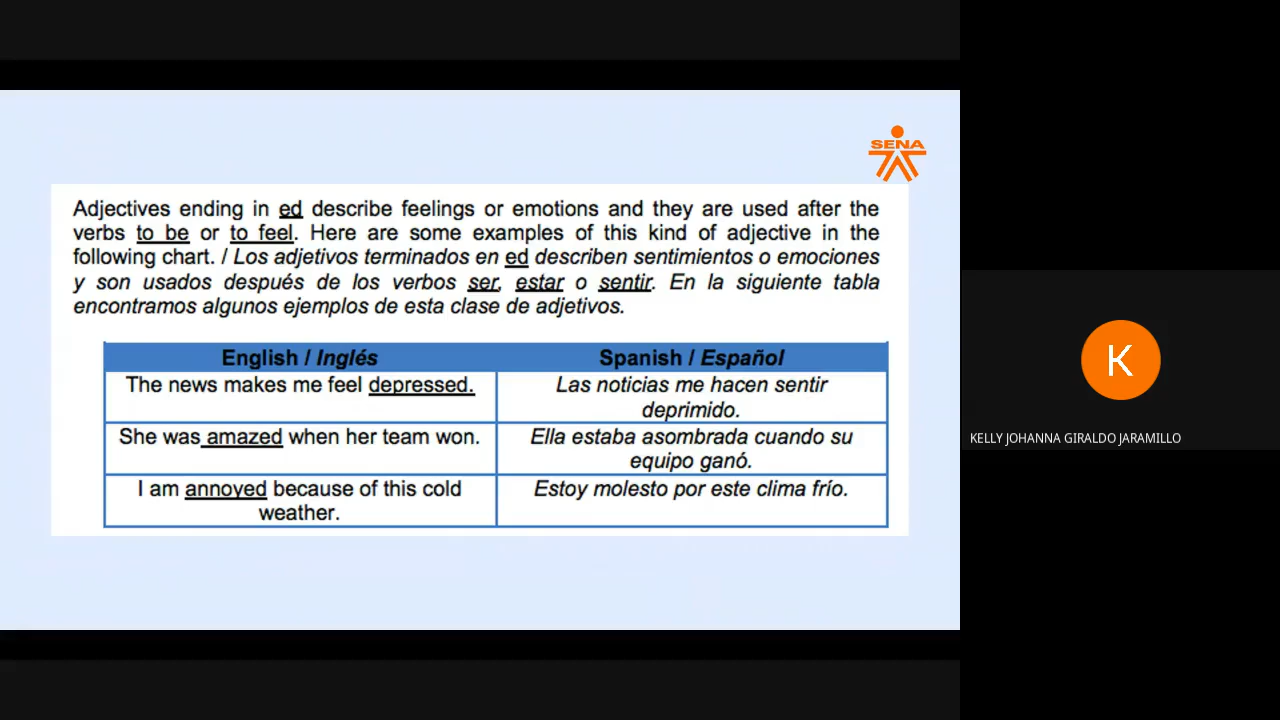 SENA
Adjectives ending in ed describe feelings or emotions and they are used after the
verbs to be or to feel. Here are some examples of this kind of adjective in the
following chart. / Los adjetivos terminados en ed describen sentimientos o emociones
y son usados después de los verbos ser, estar o sentir. En la siguiente tabla
encontramos algunos ejemplos de esta clase de adjetivos.
English / Inglés
Spanish / Español
The news makes me feel depressed.
Las noticias me hacen sentir
deprimido.
She was amazed when her team won.
Ella estaba asombrada cuando su
equipo ganó.
I am annoyed because of this cold
weather.
Estoy molesto por este clima frío.
K
KELLY JOHANNA GIRALDO JARAMILLO